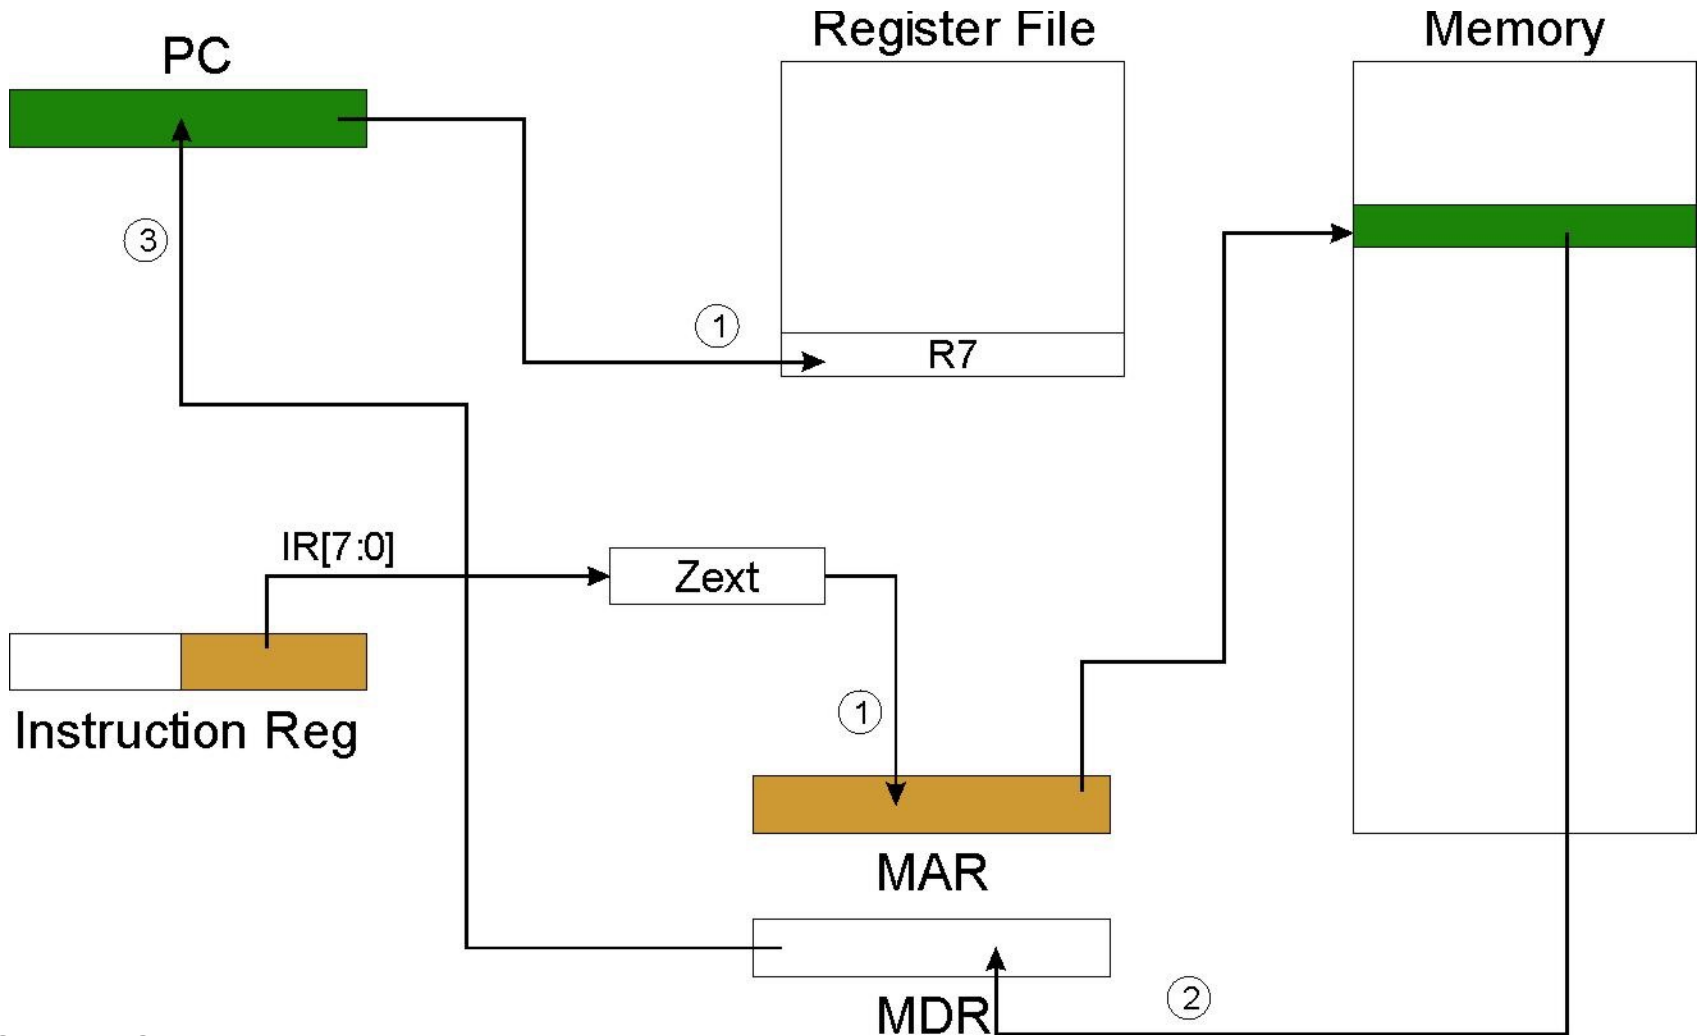 Register File
Memory
PC
3
1
R7
IR[7:0]
Zext
Instruction Reg
1
MAR
MDR
2